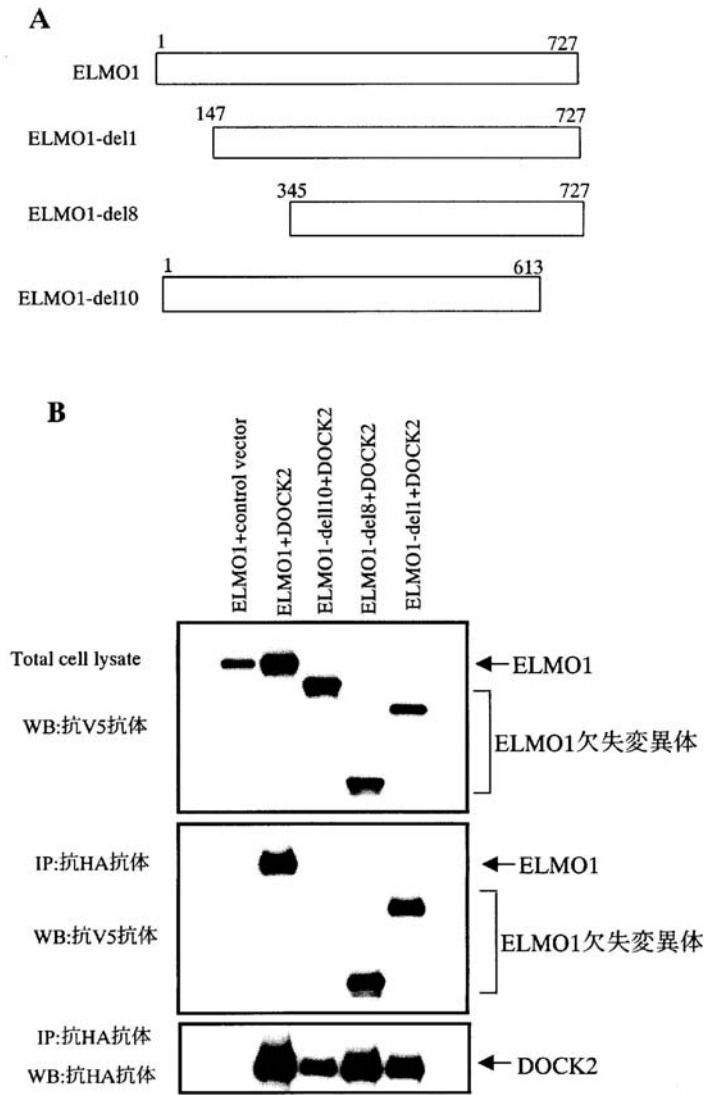 A
1 727
ELMO1
147 727
ELMO1-del1
345 727
ELMO1-del8
1 613
ELMO1-del10
B
ELMO1+control vector
ELMO1+DOCK2
ELMO1-del10+DOCK2
ELMO1-del8+DOCK2
ELMO1-del1+DOCK2
Total cell lysate
ELMO1
WB:抗V5抗体
ELMO1欠失変異体
IP:抗HA抗体
ELMO1
WB:抗V5抗体
ELMO1欠失変異体
IP:抗HA抗体
WB:抗HA抗体
DOCK2